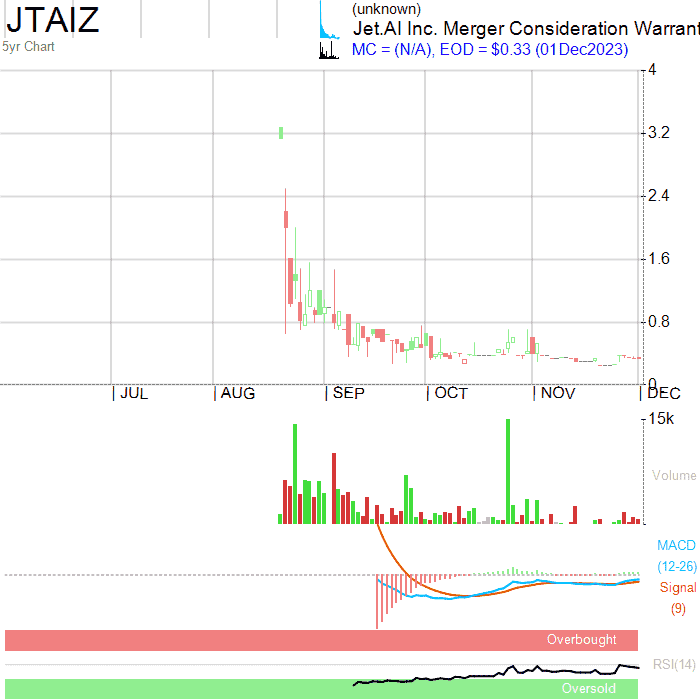 JTAIZ
5yr Chart
(unknown)
Jet.AI Inc. Merger Consideration Warrant
MC = (N/A), EOD = $0.33 (01Dec2023)
4
3.2
2.4
1.6
0.8
0
JUL AUG SEP OCT NOV DEC
15k
Volume
MACD
(12-26)
Signal
(9)
Overbought
RSI(14)
Oversold